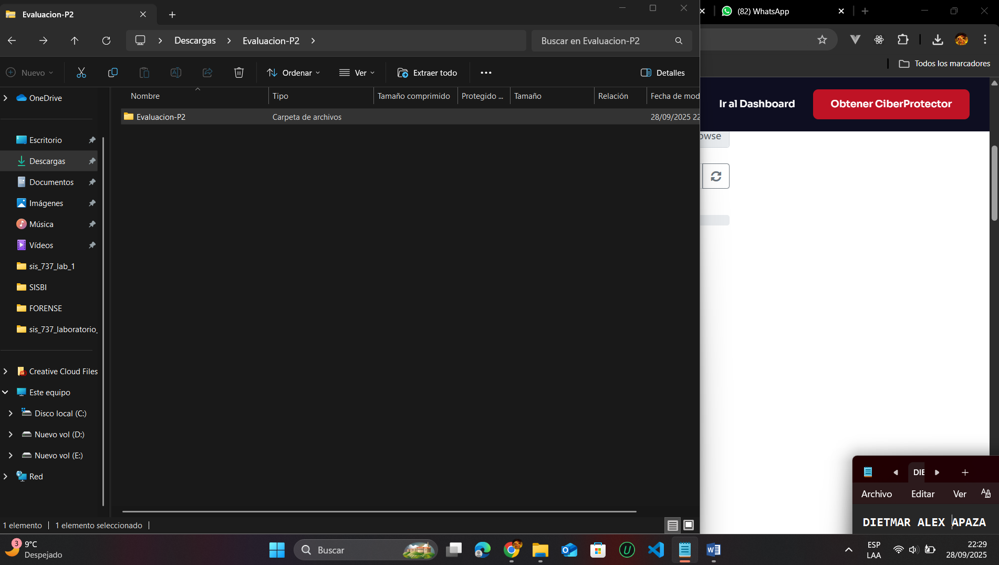 Evaluacion-P2
(82) WhatsApp
Descargas
Evaluacion-P2
Buscar en Evaluacion-P2
Nuevo
Ordenar
Ver
Extraer todo
Detalles
Todos los marcadores
Nombre
Tipo
Tamaño comprimido
Protegido ...
Tamaño
Relación
Fecha de mod
Evaluacion-P2
Carpeta de archivos
28/09/2025 22
Ir al Dashboard
Obtener CiberProtector
owse
OneDrive
Escritorio
Descargas
Documentos
Imágenes
Música
Vídeos
sis_737_lab_1
SISBI
FORENSE
sis_737_laboratorio_
Creative Cloud Files
Este equipo
Disco local (C:)
Nuevo vol (D:)
Nuevo vol (E:)
Red
1 elemento
1 elemento seleccionado
DIE
Archivo
Editar
Ver
DIETMAR ALEX APAZA
3
9°C
Despejado
Buscar
ESP
LAA
22:29
28/09/2025